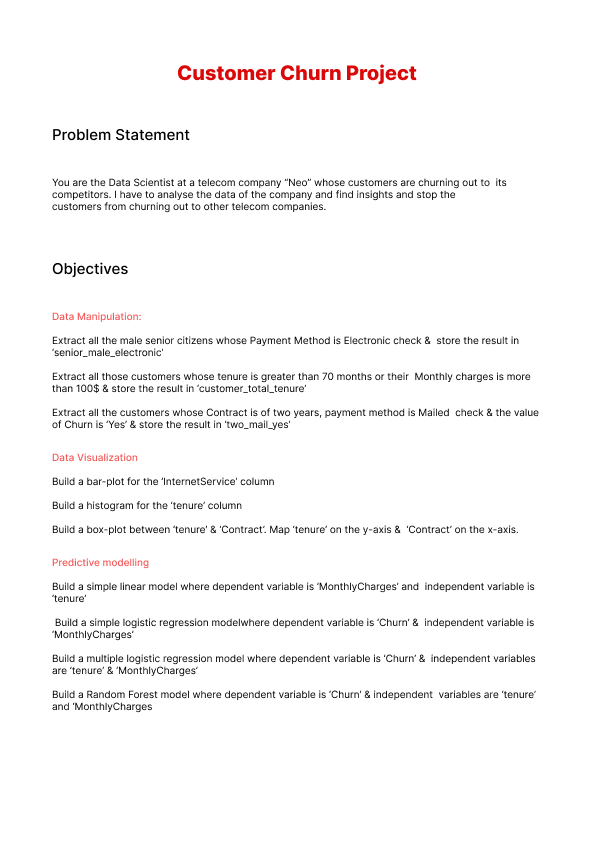 Customer Churn Project
Problem Statement
You are the Data Scientist at a telecom company “Neo” whose customers are churning out to  its
competitors. I have to analyse the data of the company and find insights and stop the
customers from churning out to other telecom companies.
Objectives
Data Manipulation:
Extract all the male senior citizens whose Payment Method is Electronic check &  store the result in
‘senior_male_electronic’
Extract all those customers whose tenure is greater than 70 months or their  Monthly charges is more
than 100$ & store the result in ‘customer_total_tenure’
Extract all the customers whose Contract is of two years, payment method is Mailed  check & the value
of Churn is ‘Yes’ & store the result in ‘two_mail_yes’
Data Visualization
Build a bar-plot for the ’InternetService’ column
Build a histogram for the ‘tenure’ column
Build a box-plot between ‘tenure’ & ‘Contract’. Map ‘tenure’ on the y-axis &  ‘Contract’ on the x-axis.
Predictive modelling
Build a simple linear model where dependent variable is ‘MonthlyCharges’ and  independent variable is
‘tenure’
Build a simple logistic regression modelwhere dependent variable is ‘Churn’ &  independent variable is
‘MonthlyCharges’
Build a multiple logistic regression model where dependent variable is ‘Churn’ &  independent variables
are ‘tenure’ & ‘MonthlyCharges’
Build a Random Forest model where dependent variable is ‘Churn’ & independent  variables are ‘tenure’
and ‘MonthlyCharges